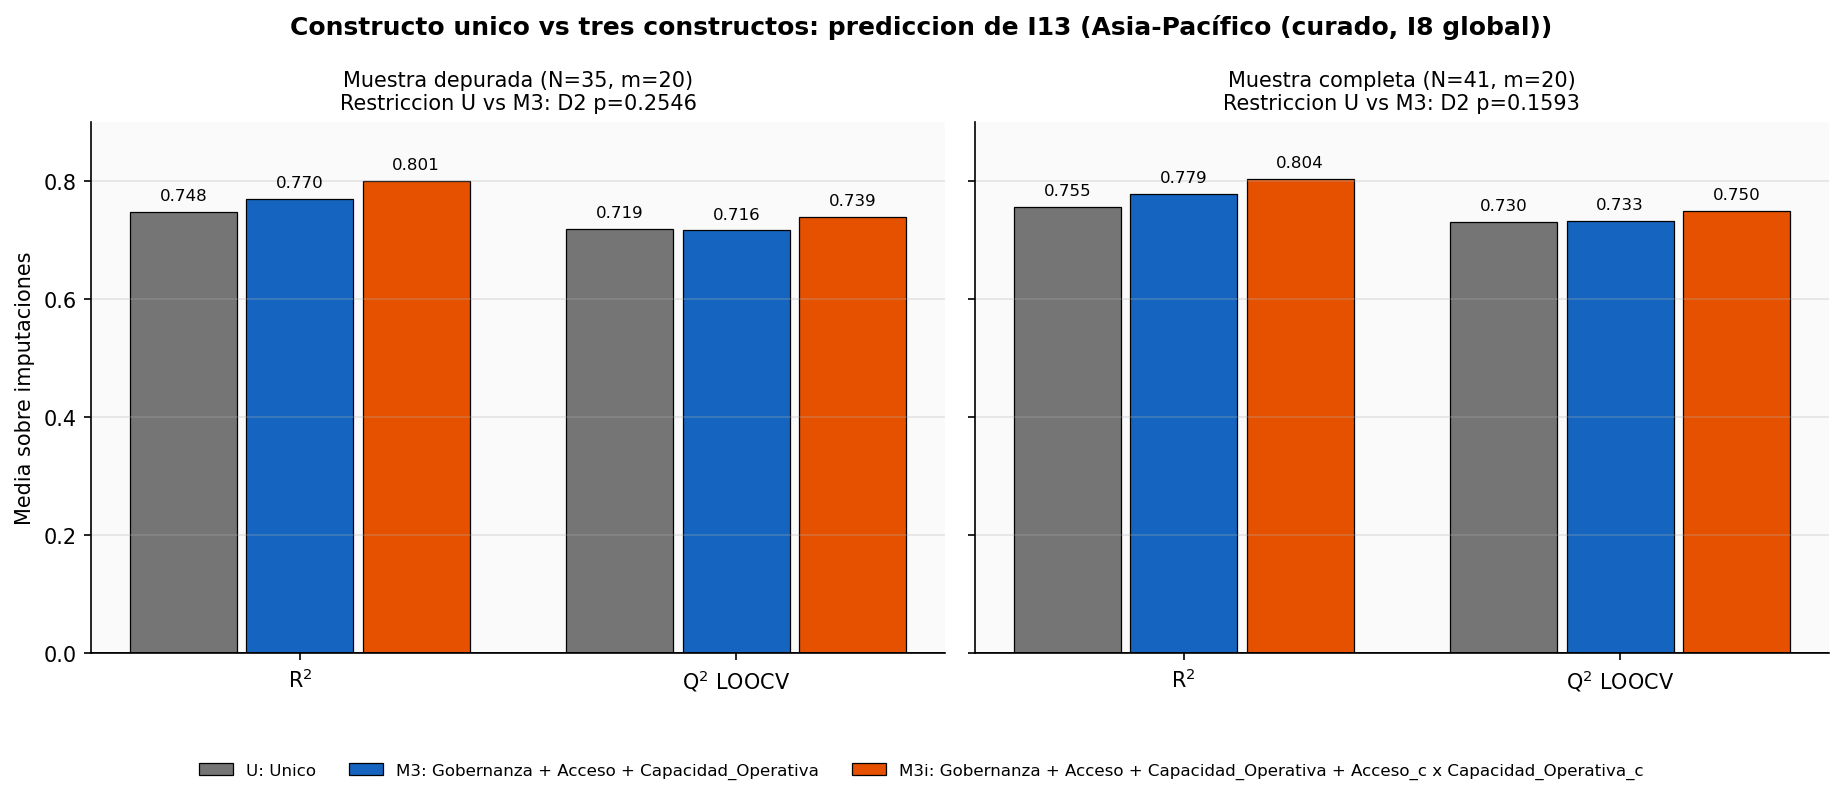 Constructo unico vs tres constructos: prediccion de I13 (Asia-Pacífico (curado, I8 global))
Muestra depurada (N=35, m=20)
Restriccion U vs M3: D2 p=0.2546
Muestra completa (N=41, m=20)
Restriccion U vs M3: D2 p=0.1593
Media sobre imputaciones
0.8
0.6
0.4
0.2
0.0
0.748
0.770
0.801
0.719
0.716
0.739
0.755
0.779
0.804
0.730
0.733
0.750
R²
Q² LOOCV
R²
Q² LOOCV
U: Unico
M3: Gobernanza + Acceso + Capacidad_Operativa
M3i: Gobernanza + Acceso + Capacidad_Operativa + Acceso_c x Capacidad_Operativa_c